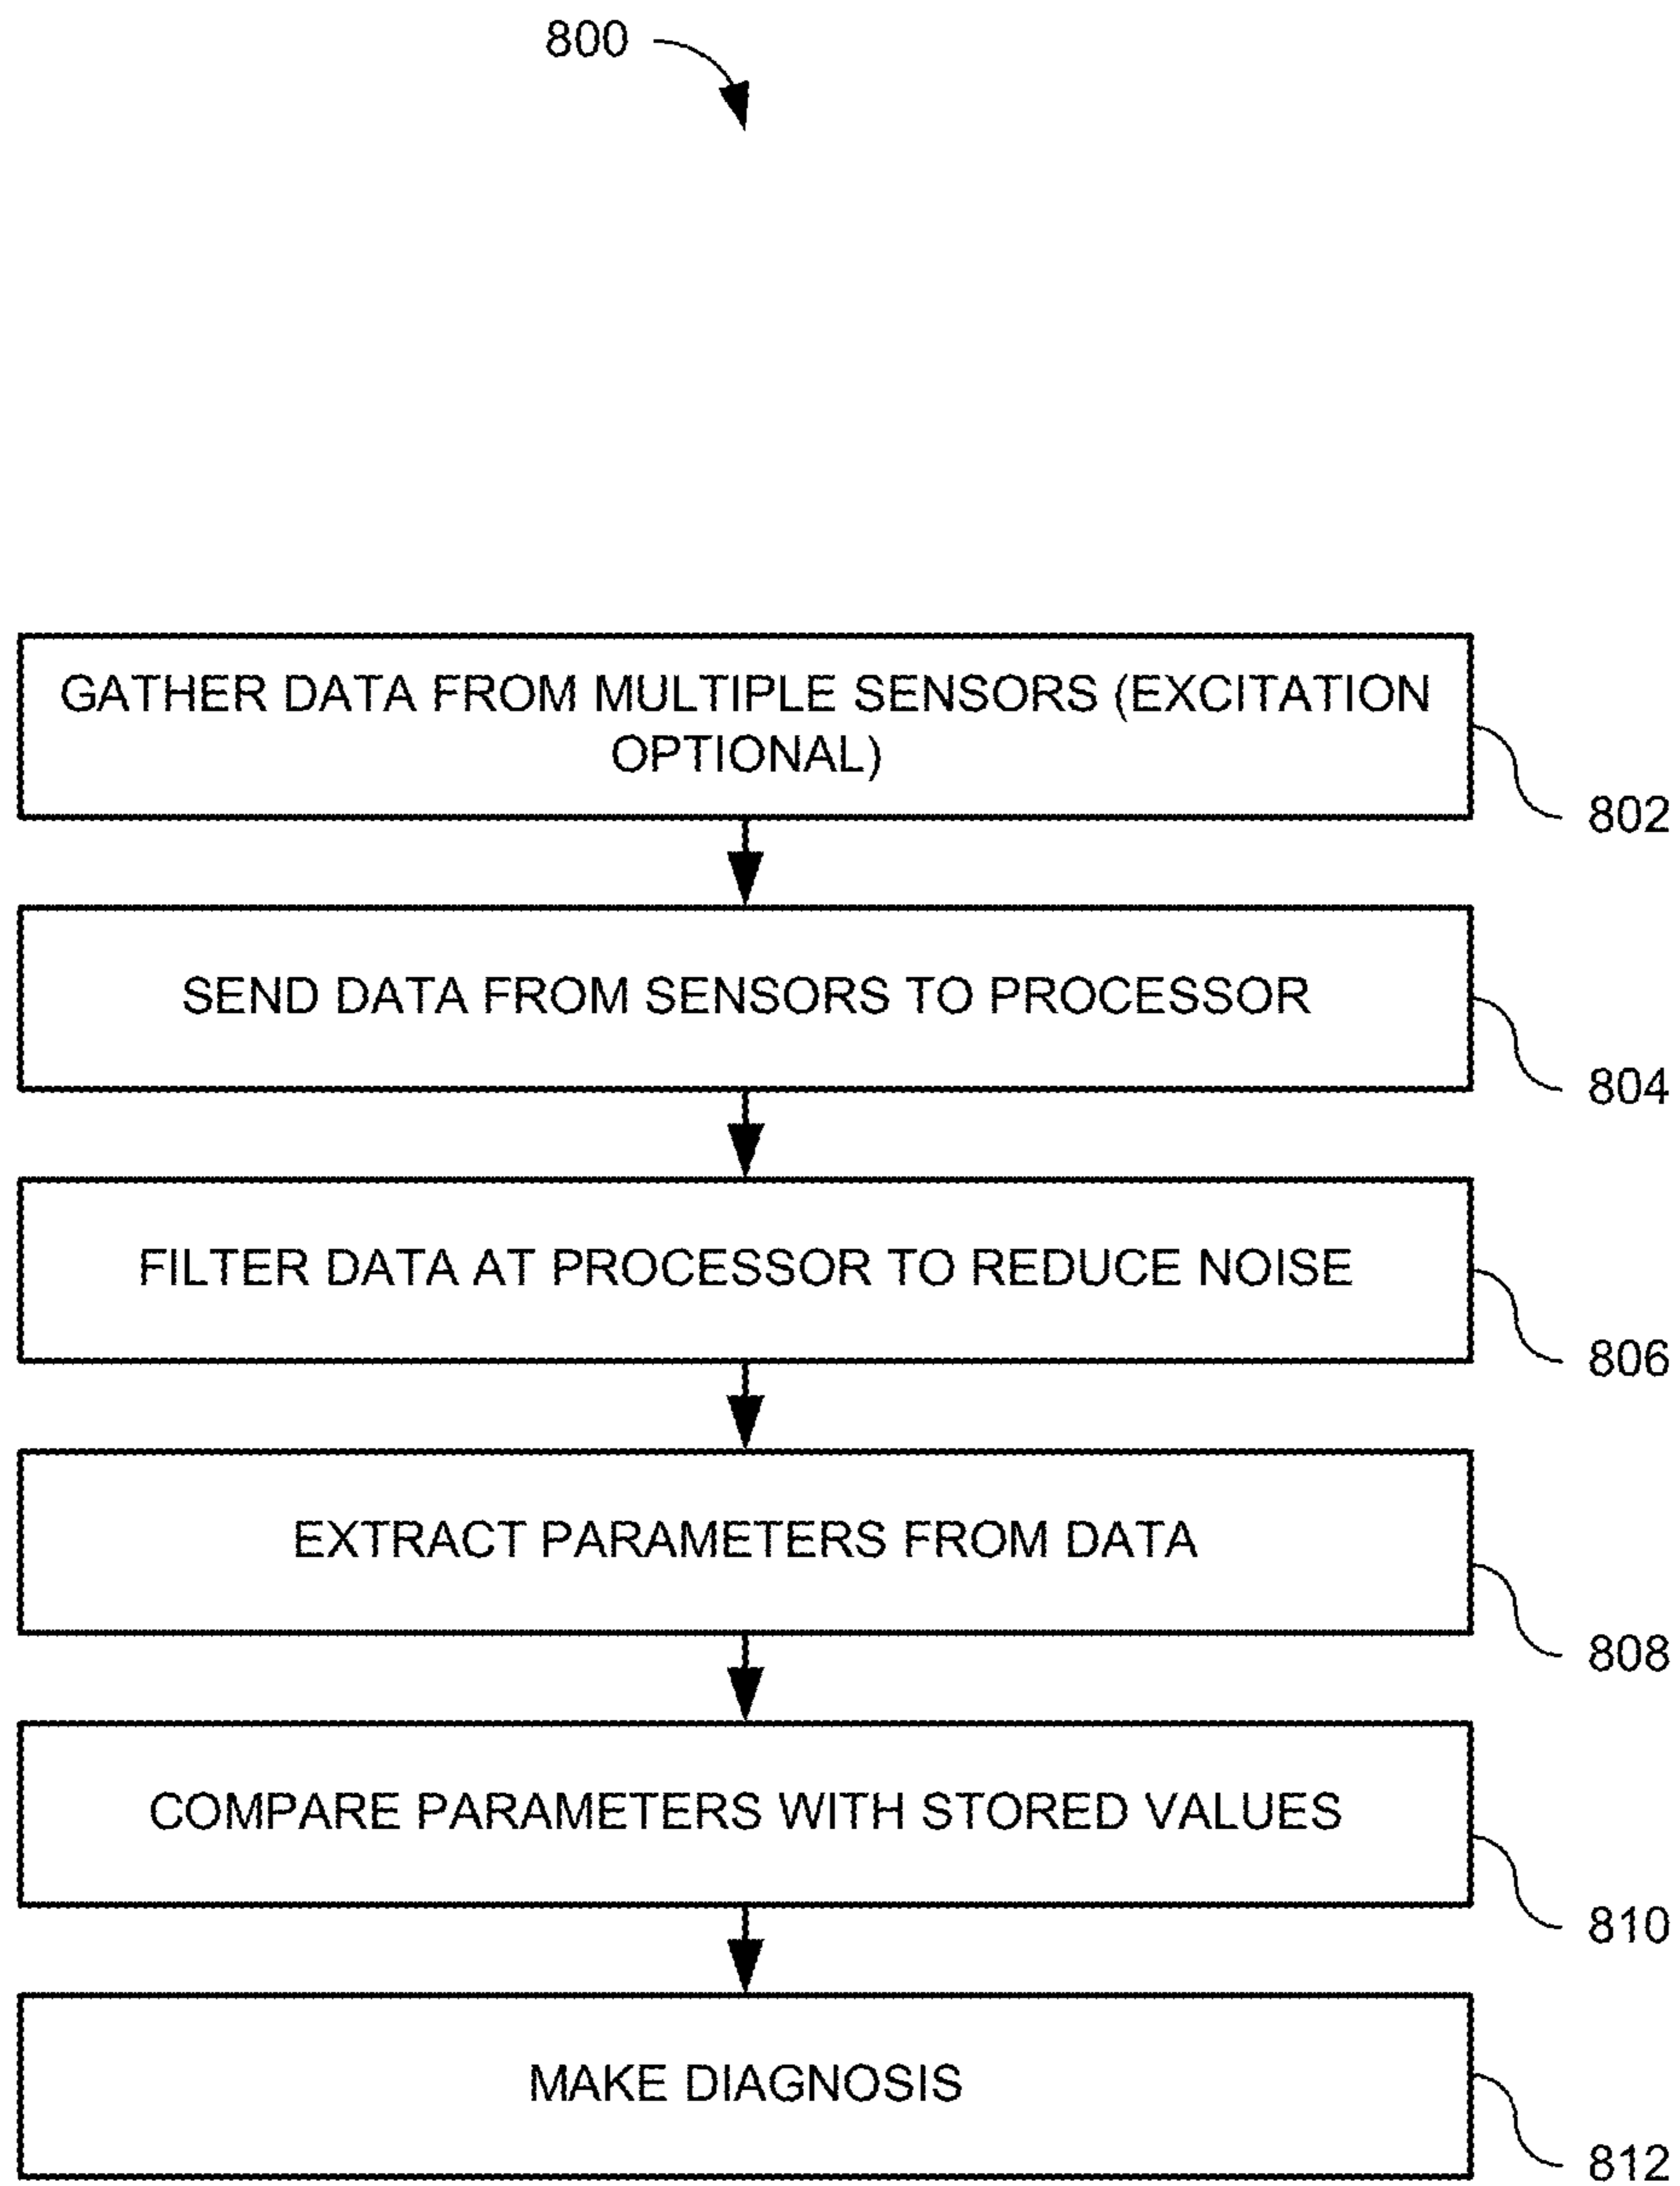 800
GATHER DATA FROM MULTIPLE SENSORS (EXCITATION
OPTIONAL)
802
SEND DATA FROM SENSORS TO PROCESSOR
804
FILTER DATA AT PROCESSOR TO REDUCE NOISE
806
EXTRACT PARAMETERS FROM DATA
808
COMPARE PARAMETERS WITH STORED VALUES
810
MAKE DIAGNOSIS
812